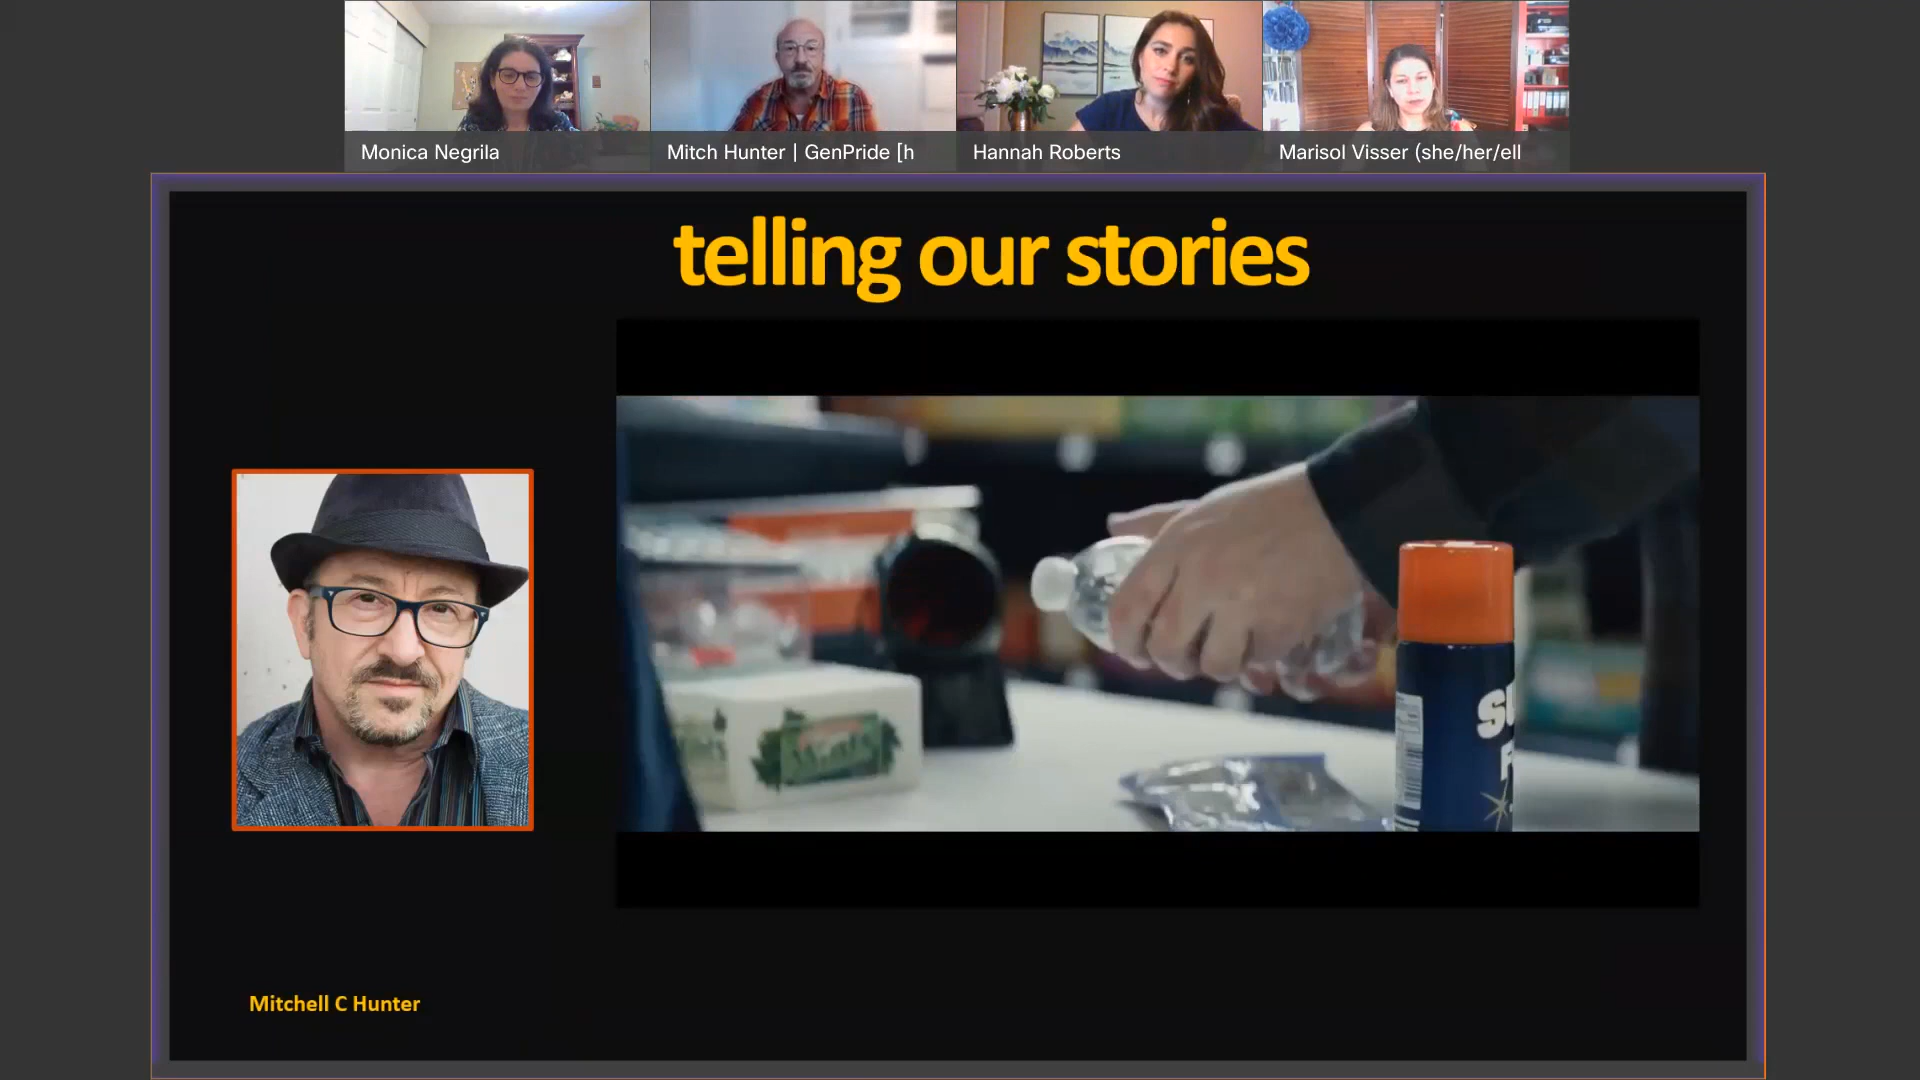 Monica Negrila
Mitch Hunter | GenPride [h
Hannah Roberts
Marisol Visser (she/her/ell
telling our stories
Mitchell C Hunter